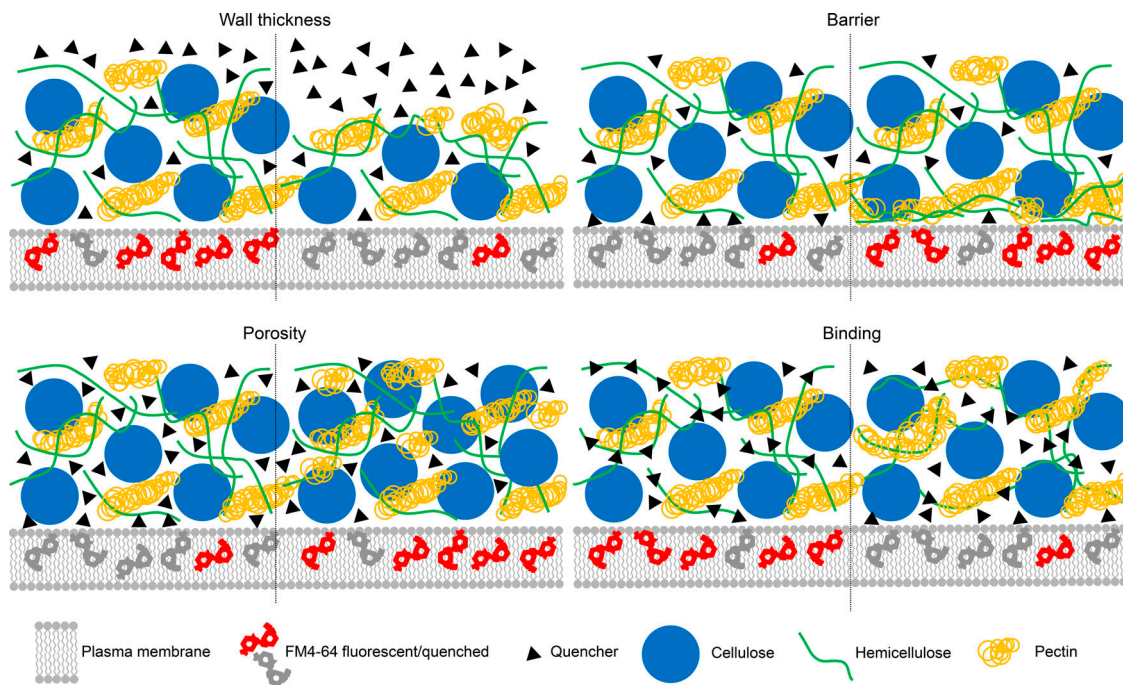 Wall thickness
Barrier
Porosity
Binding
Plasma membrane
FM4-64 fluorescent/quenched
Quencher
Cellulose
Hemicellulose
Pectin